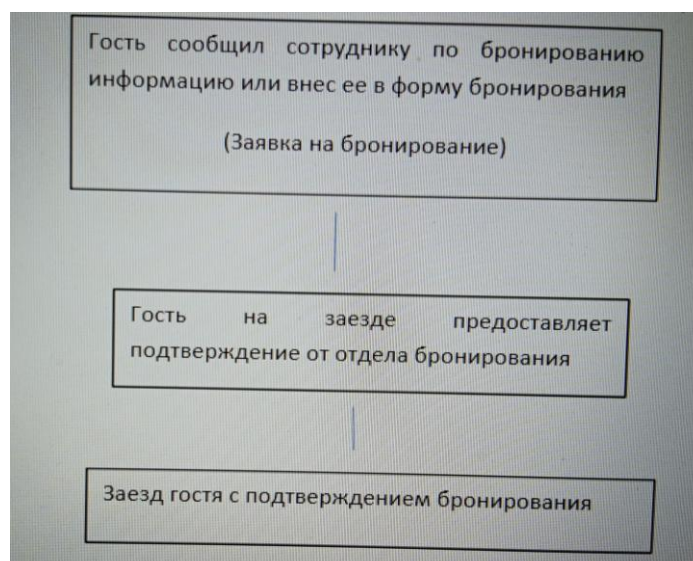 Гость сообщил сотруднику по бронированию
информацию или внес ее в форму бронирования
(Заявка на бронирование)
Гость на заезде предоставляет
подтверждение от отдела бронирования
Заезд гостя с подтверждением бронирования